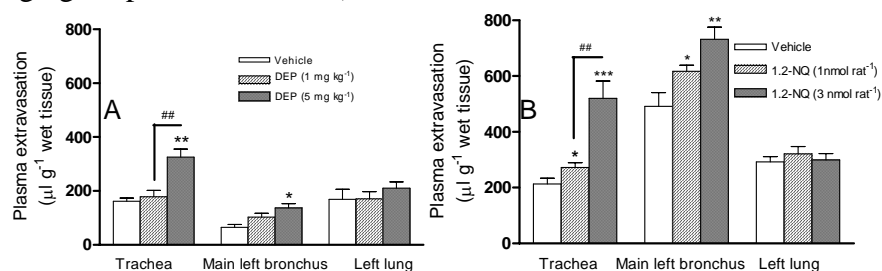 800
600
400
200
0
Plasma extravasation
(μl g⁻¹ wet tissue)
A
Vehicle
DEP (1 mg kg⁻¹)
DEP (5 mg kg⁻¹)
##
**
*
Trachea Main left bronchus Left lung
800
600
400
200
0
Plasma extravasation
(μl g⁻¹ wet tissue)
B
Vehicle
1.2-NQ (1nmol rat⁻¹)
1.2-NQ (3 nmol rat⁻¹)
##
***
*
*
**
Trachea Main left bronchus Left lung